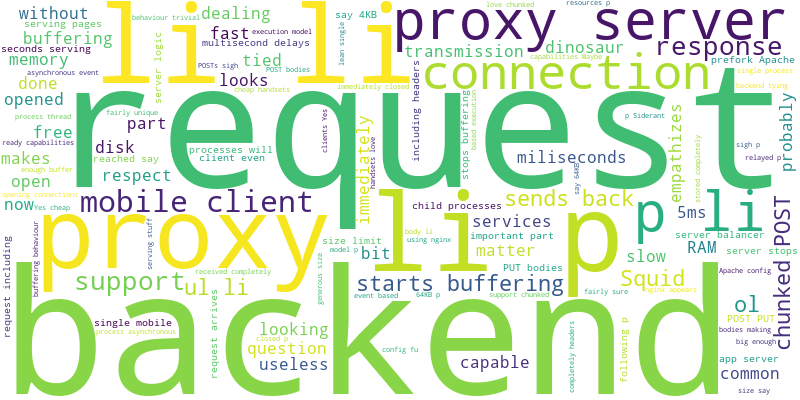 without
serving pages
buffering
seconds serving
memory
asynchronous event
done
opened
process thread
free
ready capabilities
enough buffer
makes
open
opening connections
now
Yes cheap
li li
behaviour trivial
dealing
fast
execution model
multisecond delays
POSTs sigh
POST bodies
tied
looks
cheap handsets
server logic
fairly unique
part
disk
reached say
respect
processes will
client even
say 4KB
lean single
immediately closed
clients Yes
including headers
love chunked
proxy server
resources p
transmission
dinosaur
response
capabilities Maybe
prefork Apache
connection
single process
backend tying
request
stops buffering
based execution
miliseconds
say 64KB
handsets love
p Siderant
empathizes
stored completely
sigh p
relayed p
probably
mobile client
immediately
child processes
sends back
services
5ms
p li
server balancer
RAM
server stops
proxy
li
p
request including
buffering behaviour
support
serving stuff
ul li
received completely
size limit
model p
bit
body li
using nginx
important part
matter
PUT bodies
slow
Squid
Apache config
nginx appears
chunked POST
starts buffering
generous size
event based
64KB p
support chunked
fairly sure
ol
POST PUT
bodies making
big enough
single mobile
process asynchronous
request arrives
looking
closed p
question
useless
config fu
capable
completely headers
following p
app server
common
size say
backend